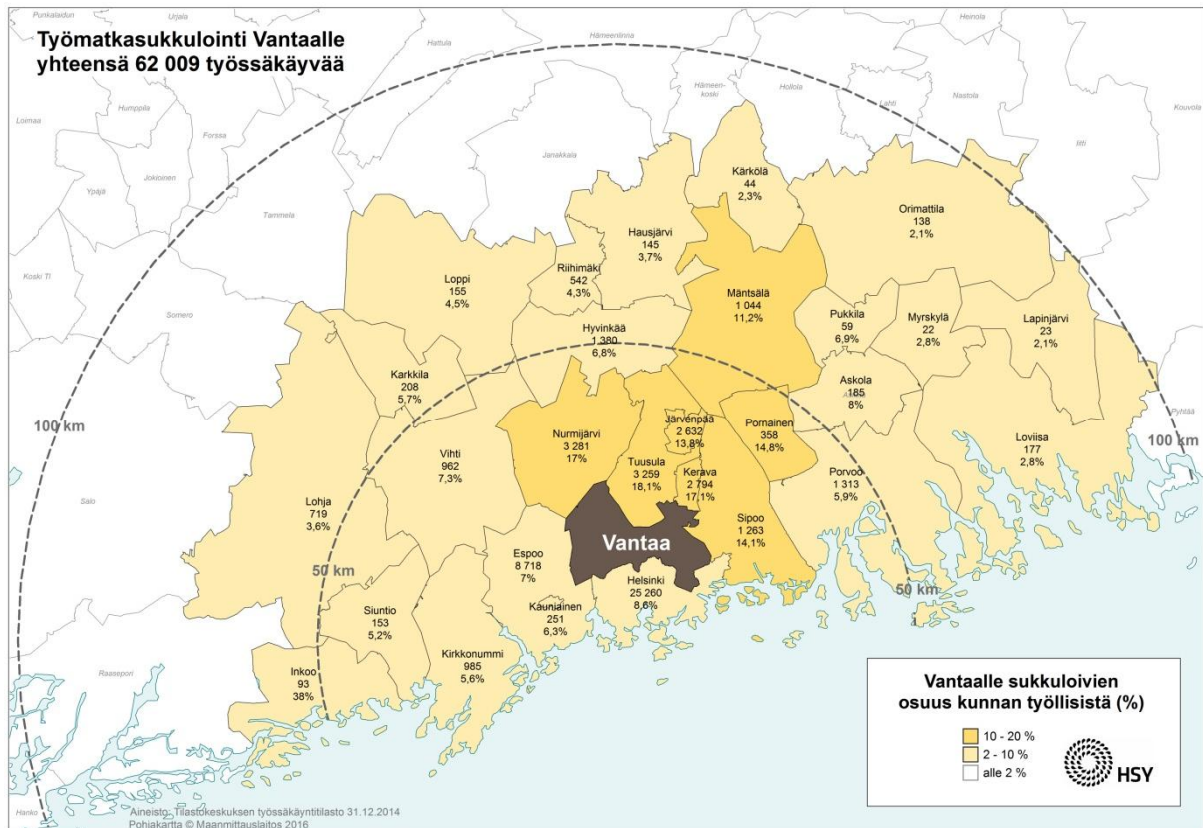 Työmatkasukkulointi Vantaalle
yhteensä 62 009 työssäkäyvää
Punkalaidun
Urjala
Hattula
Hämeenlinna
Heinola
Humppila
Loimaa
Forssa
Hämeen-
koski
Hollola
Lahti
Nastola
Kouvola
Iitti
Ypäjä
Jokioinen
Tammela
Janakkala
Koski Tl
Somero
Salo
Raasepori
Hanko
Pyhtää
Kärkölä
44
2,3%
Orimattila
138
2,1%
Hausjärvi
145
3,7%
Riihimäki
542
4,3%
Loppi
155
4,5%
Mäntsälä
1 044
11,2%
Pukkila
59
6,9%
Myrskylä
22
2,8%
Lapinjärvi
23
2,1%
Hyvinkää
1 380
6,8%
Karkkila
208
5,7%
Askola
185
8%
Järvenpää
2 632
13,8%
Pornainen
358
14,8%
Nurmijärvi
3 281
17%
Tuusula
3 259
18,1%
Kerava
2 794
17,1%
Vihti
962
7,3%
Porvoo
1 313
5,9%
Loviisa
177
2,8%
Lohja
719
3,6%
Sipoo
1 263
14,1%
Vantaa
Espoo
8 718
7%
Helsinki
25 260
8,6%
Kauniainen
251
6,3%
Siuntio
153
5,2%
Kirkkonummi
985
5,6%
Inkoo
93
38%
100 km
100 km
50 km
50 km
Vantaalle sukkuloivien
osuus kunnan työllisistä (%)
10 - 20 %
2 - 10 %
alle 2 %
HSY
Aineisto: Tilastokeskuksen työssäkäyntitilasto 31.12.2014
Pohjakartta © Maanmittauslaitos 2016